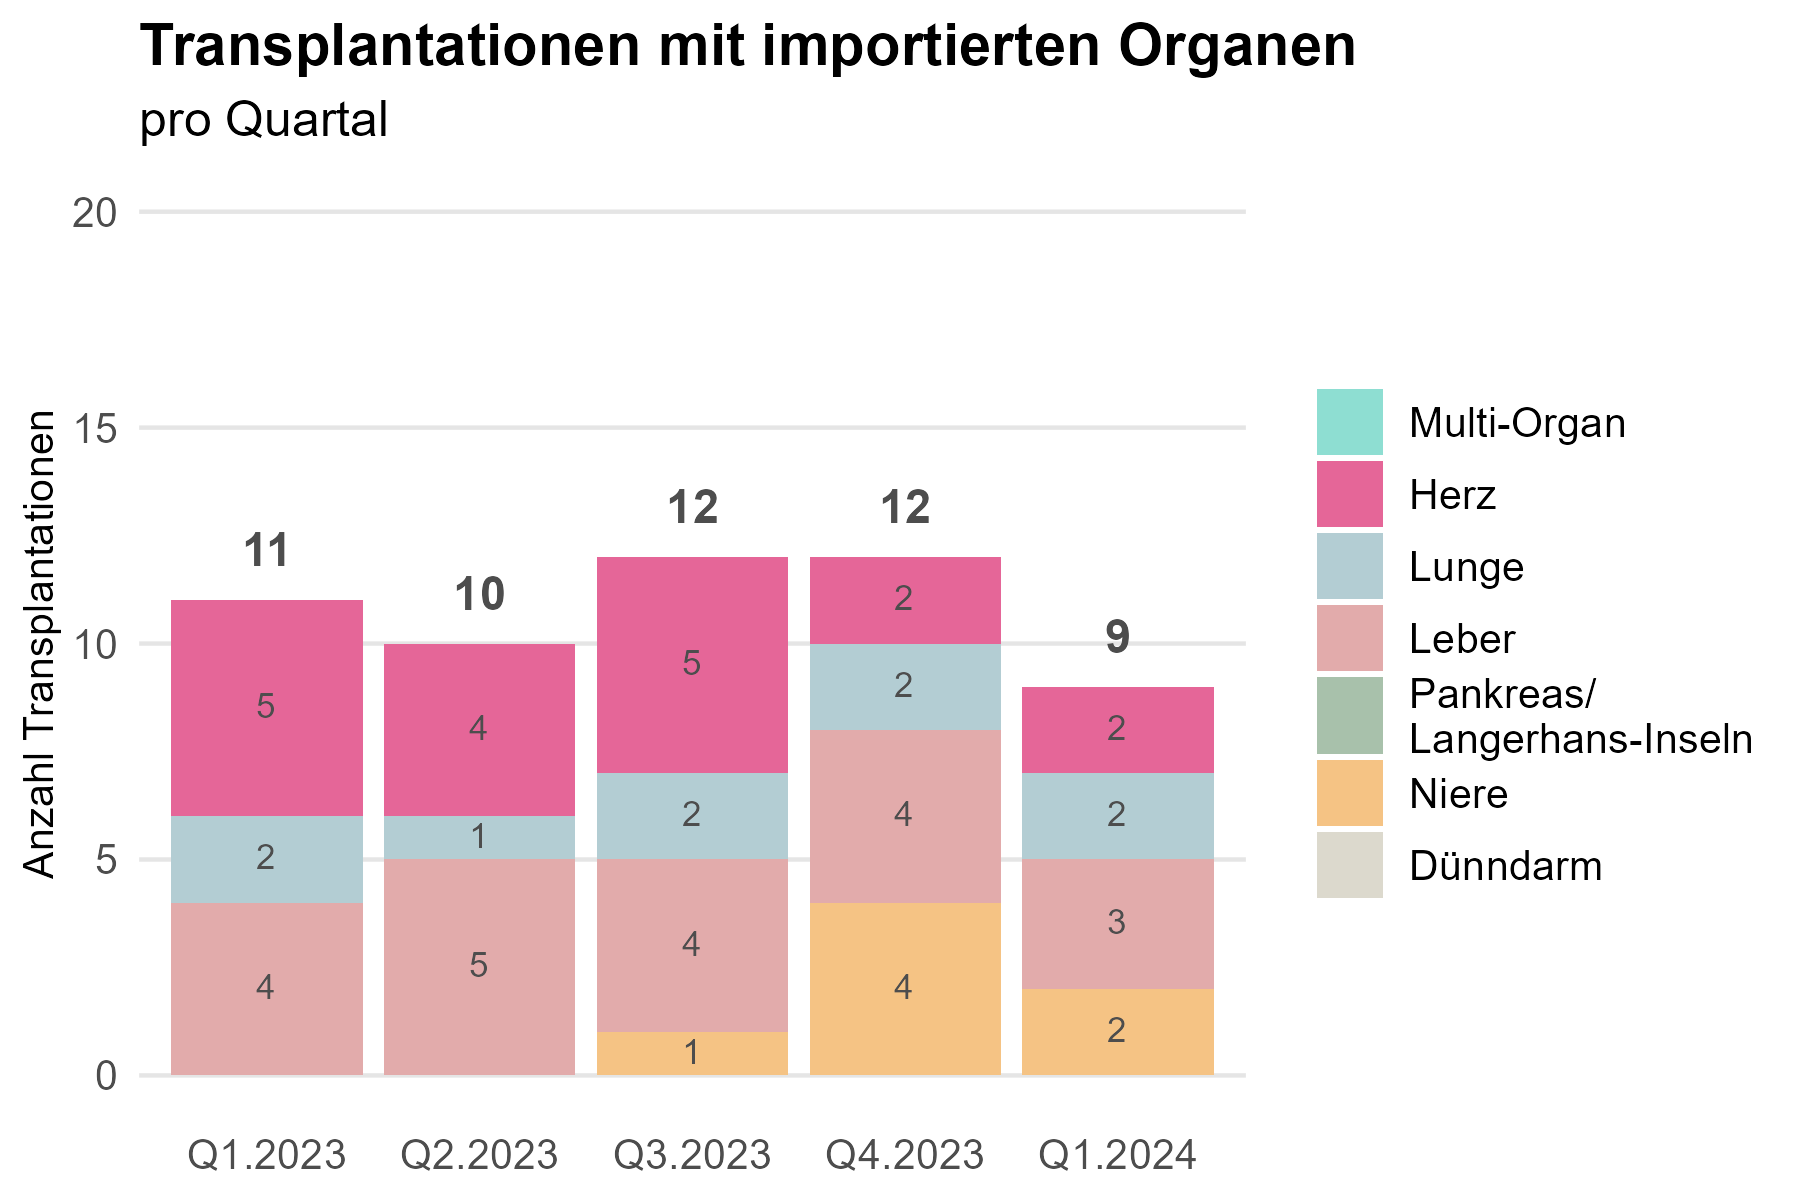 Transplantationen mit importierten Organen
pro Quartal
Anzahl Transplantationen
20
15
10
5
0
11
5
2
4
10
4
1
5
12
5
2
4
1
12
2
2
4
4
9
2
2
3
2
Q1.2023
Q2.2023
Q3.2023
Q4.2023
Q1.2024
Multi-Organ
Herz
Lunge
Leber
Pankreas/
Langerhans-Inseln
Niere
Dünndarm